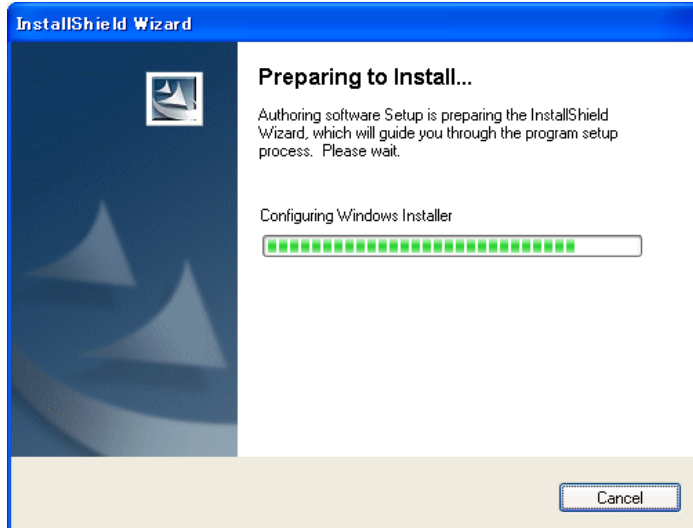 InstallShield Wizard
Preparing to Install...
Authoring software Setup is preparing the InstallShield
Wizard, which will guide you through the program setup
process. Please wait.
Configuring Windows Installer
Cancel